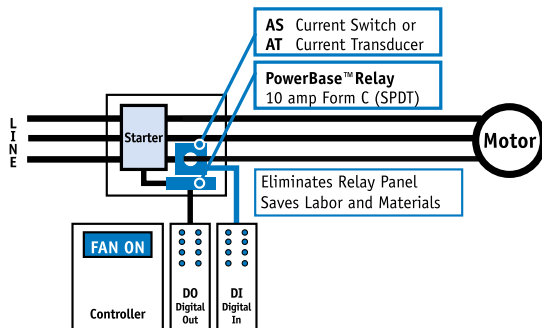 AS Current Switch or
AT Current Transducer
PowerBase™ Relay
10 amp Form C (SPDT)
LINE
Starter
Motor
Eliminates Relay Panel
Saves Labor and Materials
FAN ON
Controller
DO
Digital
Out
DI
Digital
In